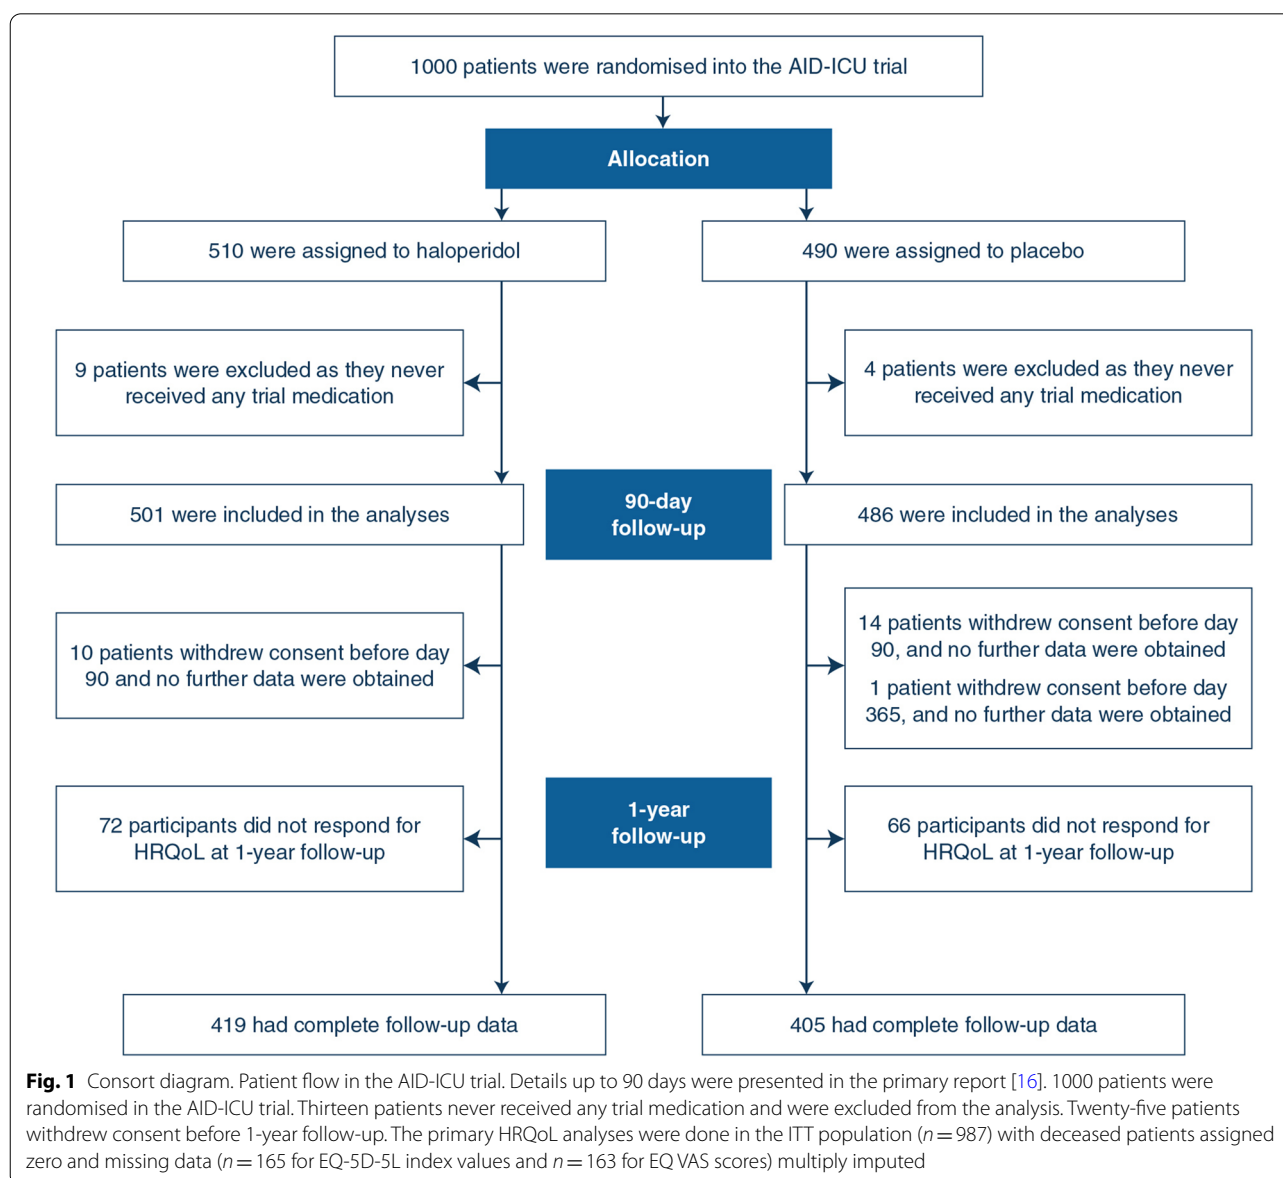 1000 patients were randomised into the AID-ICU trial
Allocation
510 were assigned to haloperidol
490 were assigned to placebo
9 patients were excluded as they never
received any trial medication
4 patients were excluded as they never
received any trial medication
501 were included in the analyses
90-day
follow-up
486 were included in the analyses
10 patients withdrew consent before day
90 and no further data were obtained
14 patients withdrew consent before day
90, and no further data were obtained
1 patient withdrew consent before day
365, and no further data were obtained
72 participants did not respond for
HRQoL at 1-year follow-up
1-year
follow-up
66 participants did not respond for
HRQoL at 1-year follow-up
419 had complete follow-up data
405 had complete follow-up data
Fig. 1 Consort diagram. Patient flow in the AID-ICU trial. Details up to 90 days were presented in the primary report [16]. 1000 patients were
randomised in the AID-ICU trial. Thirteen patients never received any trial medication and were excluded from the analysis. Twenty-five patients
withdrew consent before 1-year follow-up. The primary HRQoL analyses were done in the ITT population (n = 987) with deceased patients assigned
zero and missing data (n = 165 for EQ-5D-5L index values and n = 163 for EQ VAS scores) multiply imputed